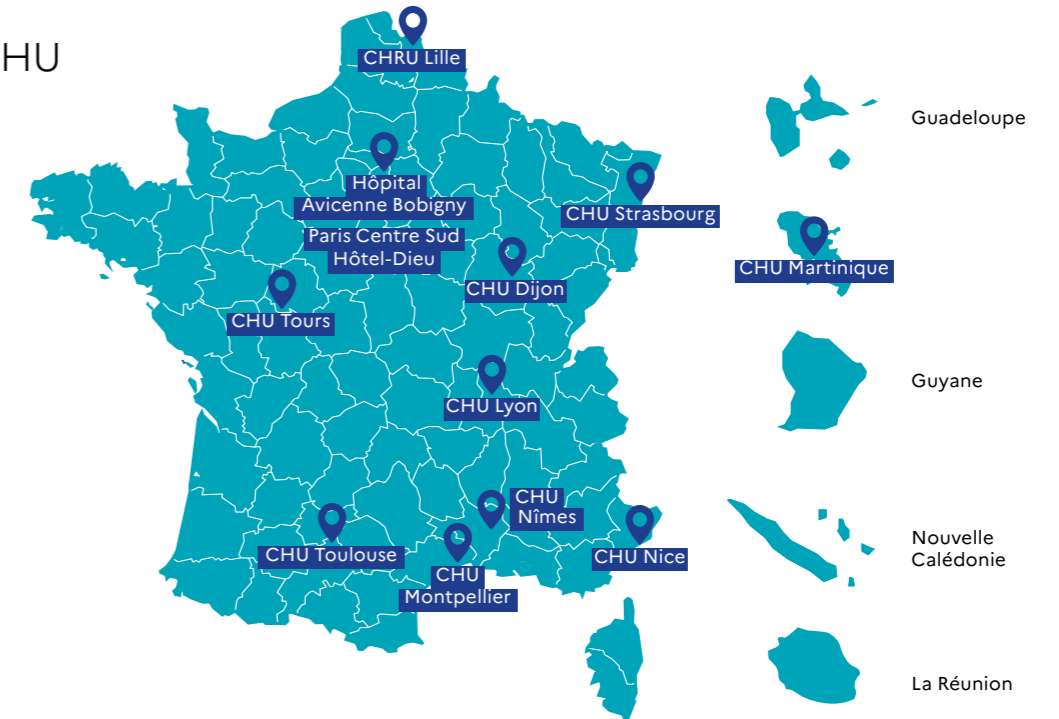 HU
CHRU Lille
Hôpital
Avicenne Bobigny
Paris Centre Sud
Hôtel-Dieu
CHU Strasbourg
CHU Dijon
CHU Tours
CHU Lyon
CHU
Nîmes
CHU Toulouse
CHU
Montpellier
CHU Nice
Guadeloupe
CHU Martinique
Guyane
Nouvelle
Calédonie
La Réunion